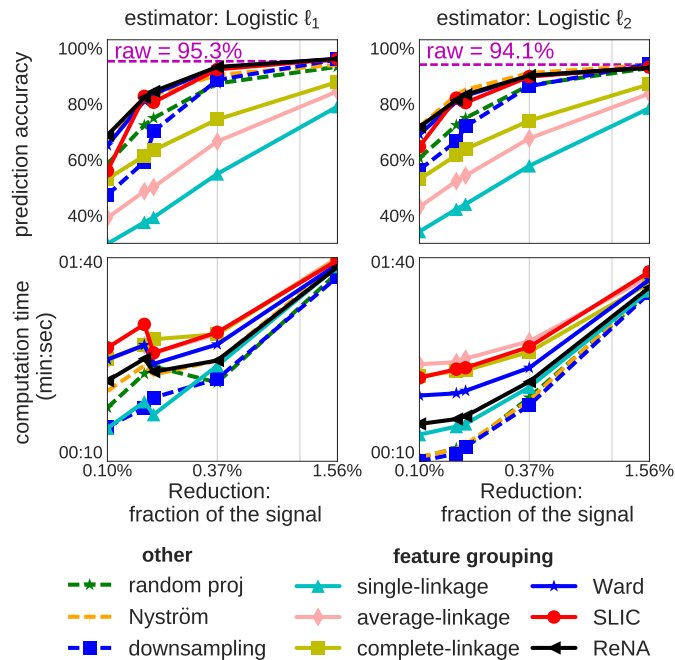 estimator: Logistic ℓ1
estimator: Logistic ℓ2
prediction accuracy
100%
80%
60%
40%
raw = 95.3%
100%
80%
60%
40%
raw = 94.1%
computation time
(min:sec)
01:40
00:10
01:40
00:10
0.10%
0.37%
1.56%
0.10%
0.37%
1.56%
Reduction:
fraction of the signal
Reduction:
fraction of the signal
other
random proj
Nyström
downsampling
feature grouping
single-linkage
average-linkage
complete-linkage
Ward
SLIC
ReNA